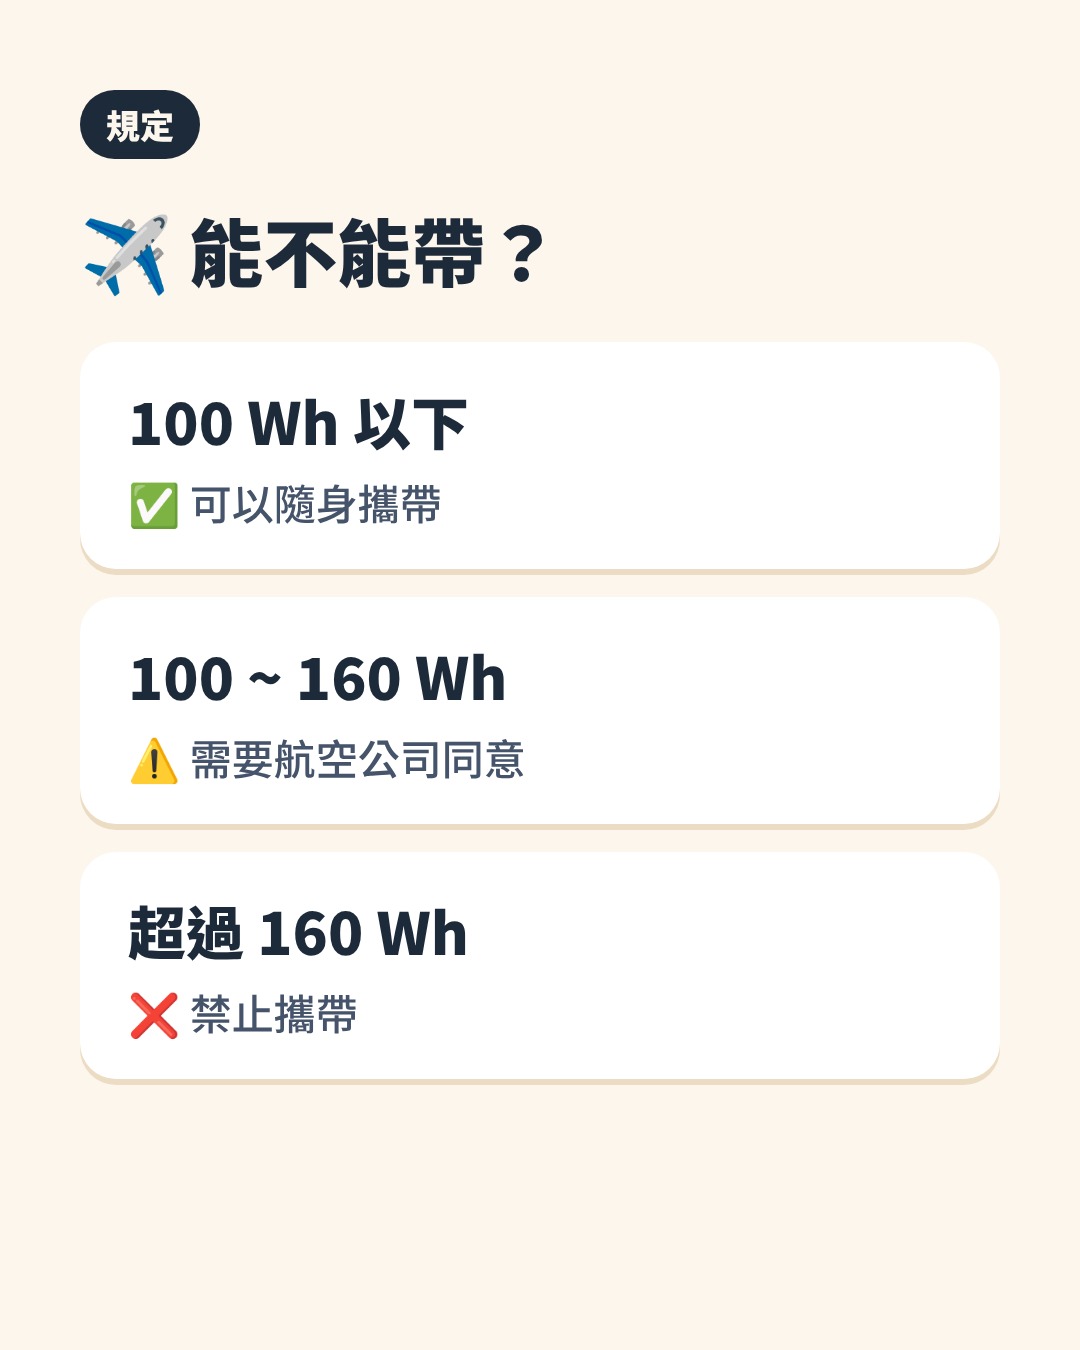 規定
✈️ 能不能帶？
100 Wh 以下
✅ 可以隨身攜帶
100 ~ 160 Wh
⚠️ 需要航空公司同意
超過 160 Wh
❌ 禁止攜帶